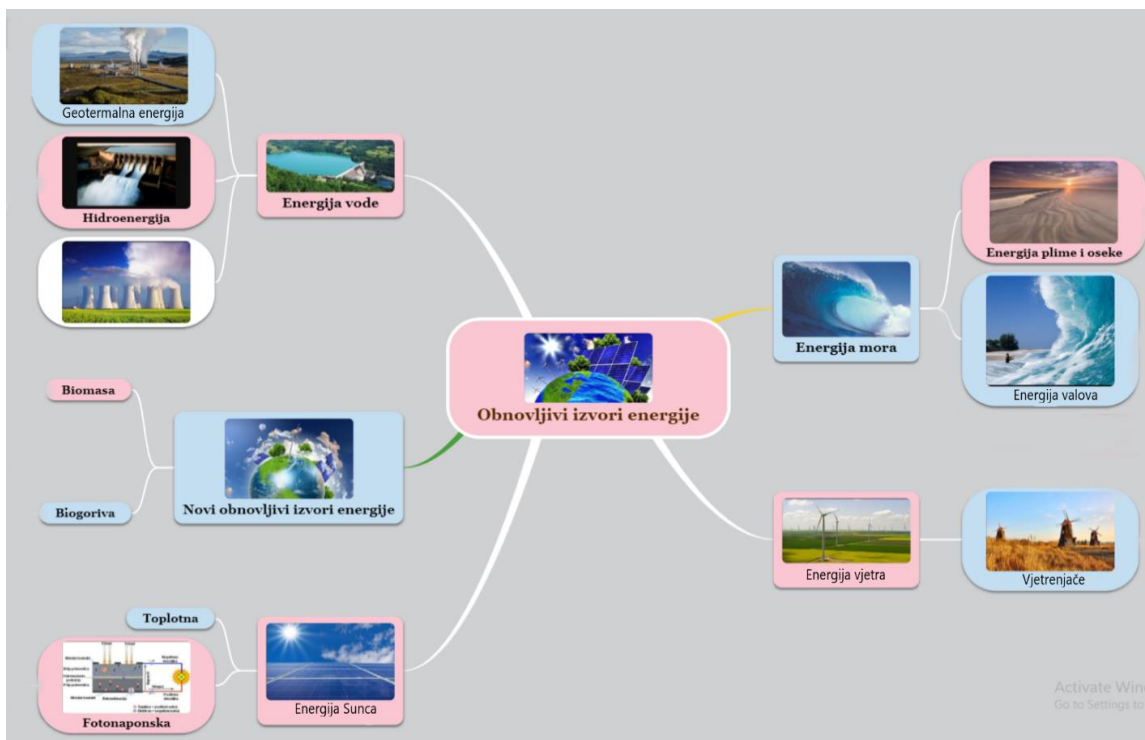 Geotermalna energija
Hidroenergija
Energija vode
Energija plime i oseke
Energija mora
Energija valova
Obnovljivi izvori energije
Biomasa
Novi obnovljivi izvori energije
Biogoriva
Energija vjetra
Vjetrenjače
Toplotna
Fotonaponska
Energija Sunca
Activate Win
Go to Settings to